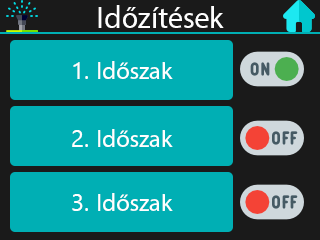 Időzítések
1. Időszak
ON
2. Időszak
OFF
3. Időszak
OFF